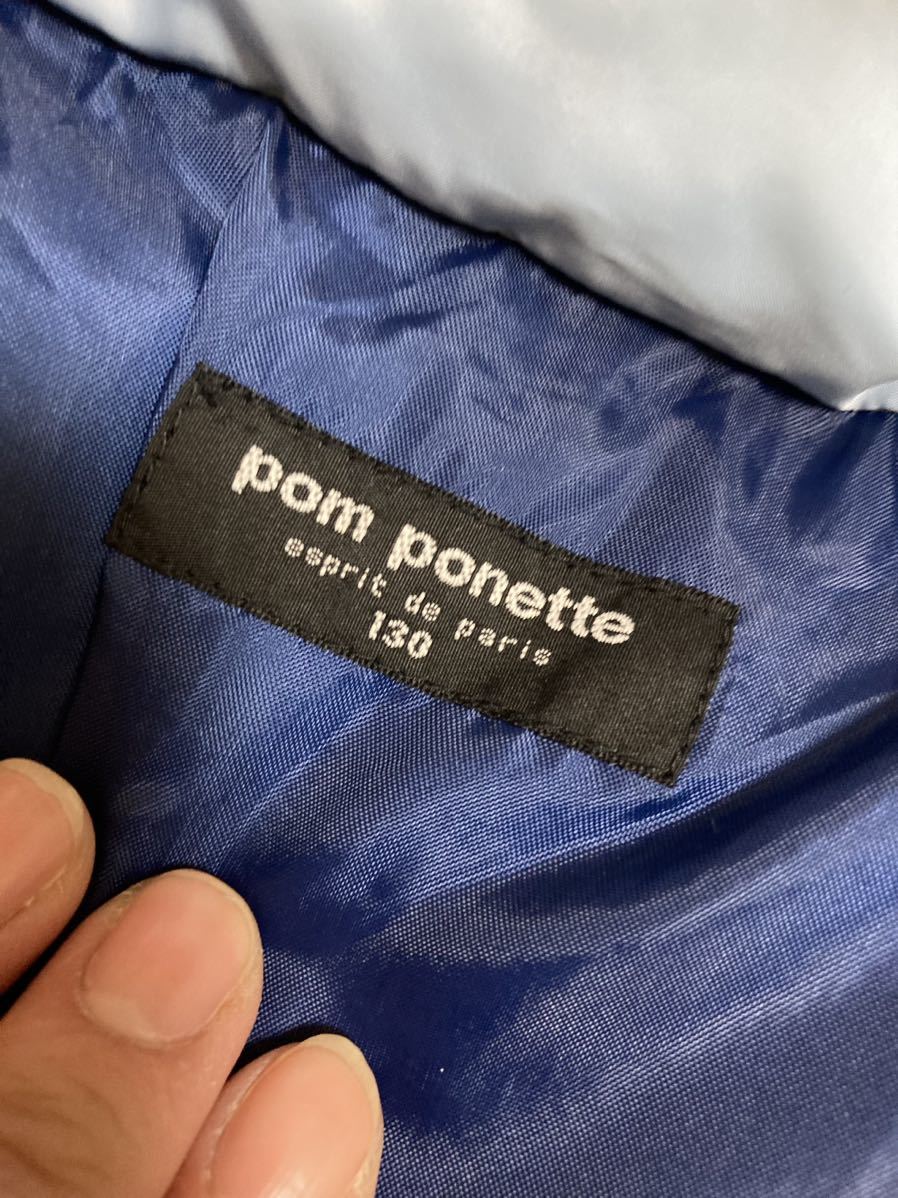 pom ponette
esprit de paris
130